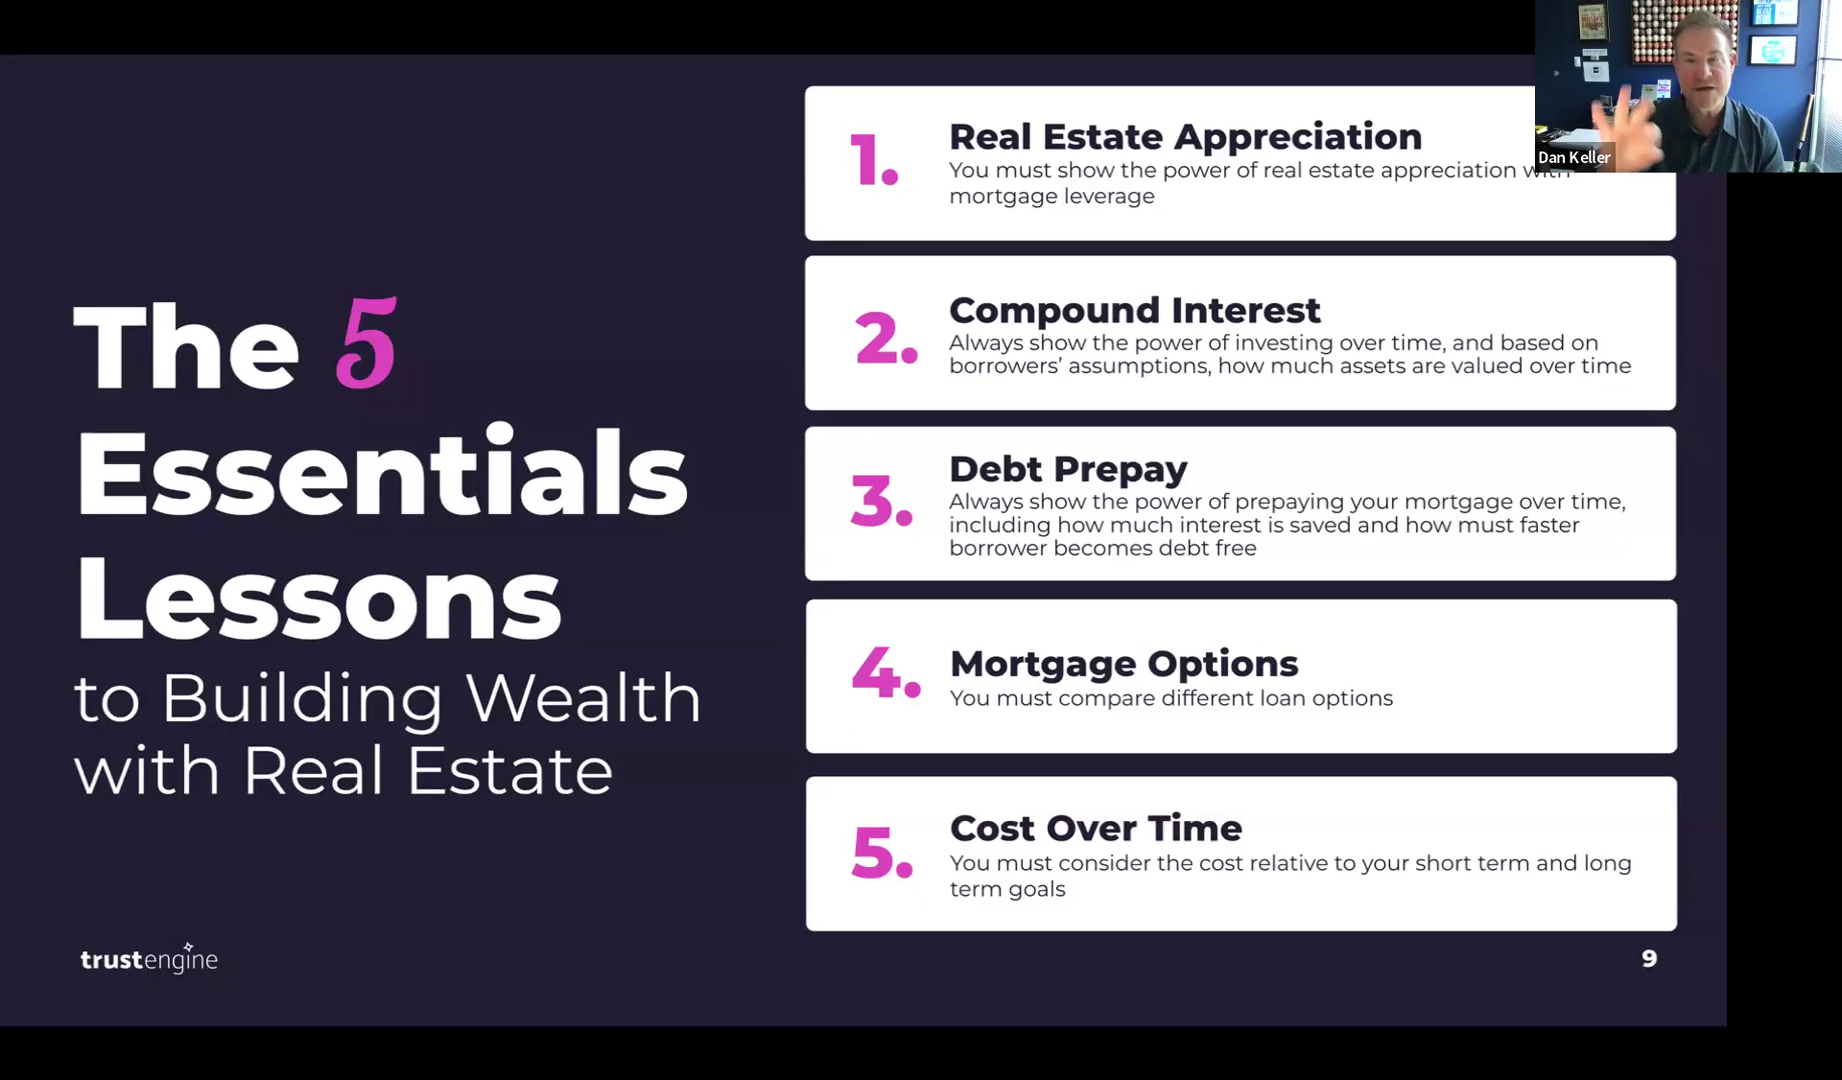 The 5
Essentials
Lessons
to Building Wealth
with Real Estate
1.
Real Estate Appreciation
You must show the power of real estate appreciation with
mortgage leverage
2.
Compound Interest
Always show the power of investing over time, and based on
borrowers’ assumptions, how much assets are valued over time
3.
Debt Prepay
Always show the power of prepaying your mortgage over time,
including how much interest is saved and how must faster
borrower becomes debt free
4.
Mortgage Options
You must compare different loan options
5.
Cost Over Time
You must consider the cost relative to your short term and long
term goals
trustengine
9
Dan Keller